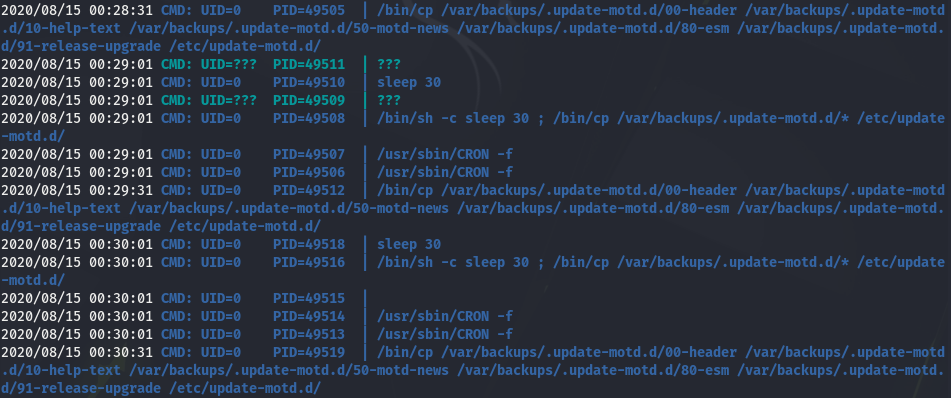 2020/08/15 00:28:31 CMD: UID=0    PID=49505  | /bin/cp /var/backups/.update-motd.d/00-header /var/backups/.update-motd
.d/10-help-text /var/backups/.update-motd.d/50-motd-news /var/backups/.update-motd.d/80-esm /var/backups/.update-motd.
d/91-release-upgrade /etc/update-motd.d/
2020/08/15 00:29:01 CMD: UID=???  PID=49511  | ???
2020/08/15 00:29:01 CMD: UID=0    PID=49510  | sleep 30
2020/08/15 00:29:01 CMD: UID=???  PID=49509  | ???
2020/08/15 00:29:01 CMD: UID=0    PID=49508  | /bin/sh -c sleep 30 ; /bin/cp /var/backups/.update-motd.d/* /etc/update
-motd.d/
2020/08/15 00:29:01 CMD: UID=0    PID=49507  | /usr/sbin/CRON -f
2020/08/15 00:29:01 CMD: UID=0    PID=49506  | /usr/sbin/CRON -f
2020/08/15 00:29:31 CMD: UID=0    PID=49512  | /bin/cp /var/backups/.update-motd.d/00-header /var/backups/.update-motd
.d/10-help-text /var/backups/.update-motd.d/50-motd-news /var/backups/.update-motd.d/80-esm /var/backups/.update-motd.
d/91-release-upgrade /etc/update-motd.d/
2020/08/15 00:30:01 CMD: UID=0    PID=49518  | sleep 30
2020/08/15 00:30:01 CMD: UID=0    PID=49516  | /bin/sh -c sleep 30 ; /bin/cp /var/backups/.update-motd.d/* /etc/update
-motd.d/
2020/08/15 00:30:01 CMD: UID=0    PID=49515  |
2020/08/15 00:30:01 CMD: UID=0    PID=49514  | /usr/sbin/CRON -f
2020/08/15 00:30:01 CMD: UID=0    PID=49513  | /usr/sbin/CRON -f
2020/08/15 00:30:31 CMD: UID=0    PID=49519  | /bin/cp /var/backups/.update-motd.d/00-header /var/backups/.update-motd
.d/10-help-text /var/backups/.update-motd.d/50-motd-news /var/backups/.update-motd.d/80-esm /var/backups/.update-motd.
d/91-release-upgrade /etc/update-motd.d/